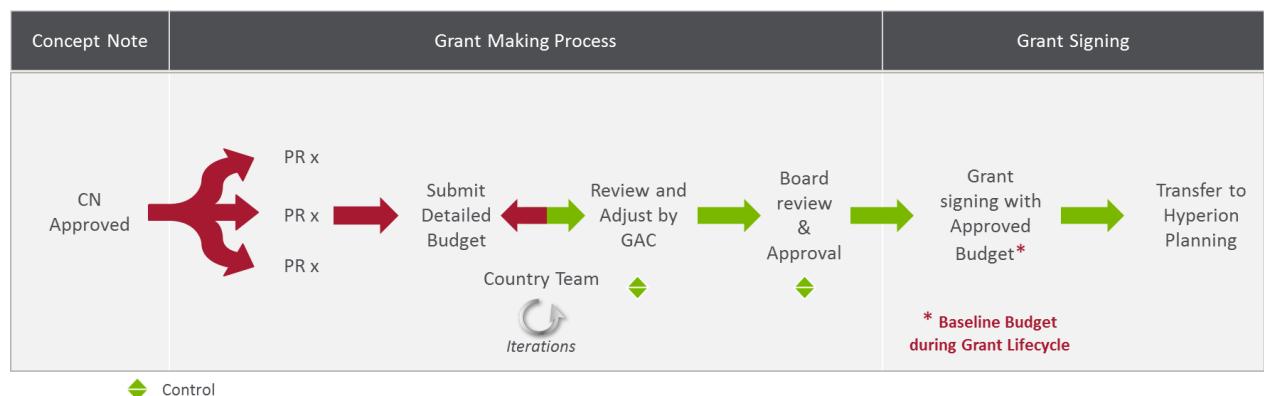 Concept Note
Grant Making Process
Grant Signing
CN
Approved
PR x
PR x
PR x
Submit
Detailed
Budget
Country Team
Iterations
Review and
Adjust by
GAC
Board
review
&
Approval
Grant
signing with
Approved
Budget*
* Baseline Budget
during Grant Lifecycle
Transfer to
Hyperion
Planning
Control